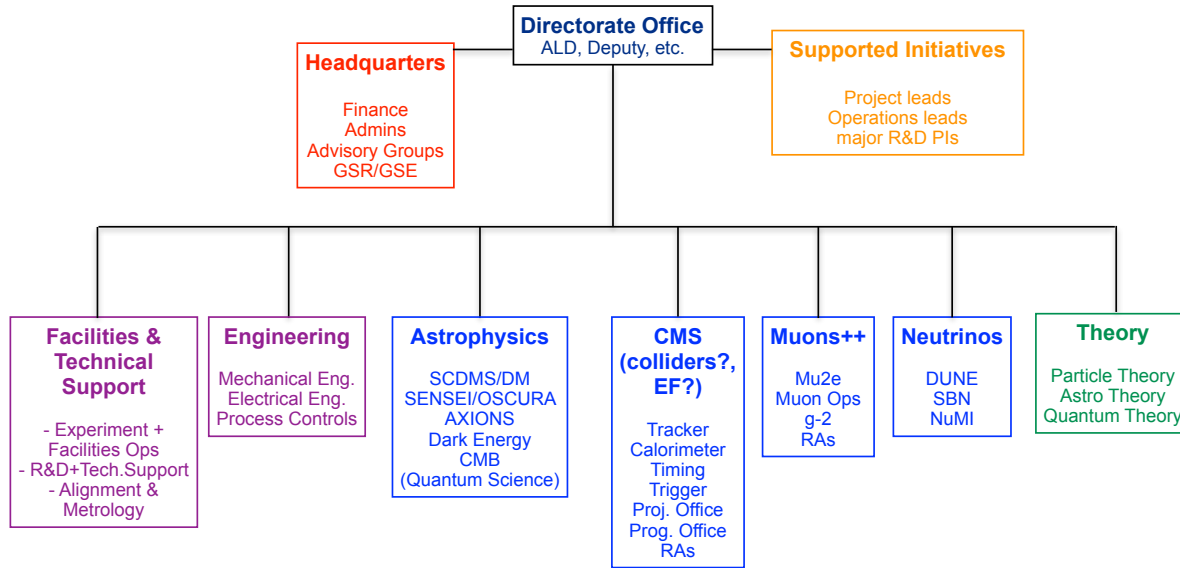 Directorate Office
ALD, Deputy, etc.
Headquarters
Finance
Admins
Advisory Groups
GSR/GSE
Supported Initiatives
Project leads
Operations leads
major R&D PIs
Facilities &
Technical
Support
- Experiment +
Facilities Ops
- R&D+Tech.Support
- Alignment &
Metrology
Engineering
Mechanical Eng.
Electrical Eng.
Process Controls
Astrophysics
SCDMS/DM
SENSEI/OSCURA
AXIONS
Dark Energy
CMB
(Quantum Science)
CMS
(colliders?,
EF?)
Tracker
Calorimeter
Timing
Trigger
Proj. Office
Prog. Office
RAs
Muons++
Mu2e
Muon Ops
g-2
RAs
Neutrinos
DUNE
SBN
NuMI
Theory
Particle Theory
Astro Theory
Quantum Theory